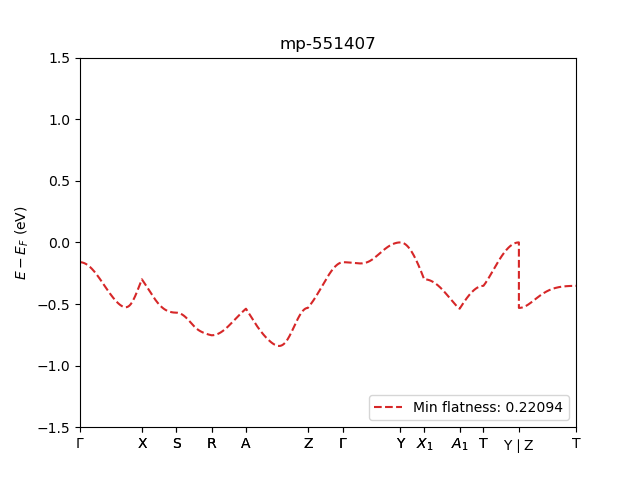 mp-551407
1.5
1.0
0.5
0.0
−0.5
−1.0
−1.5
E − E_F (eV)
Min flatness: 0.22094
Γ X S R A Z Γ Y X₁ A₁ T Y | Z T